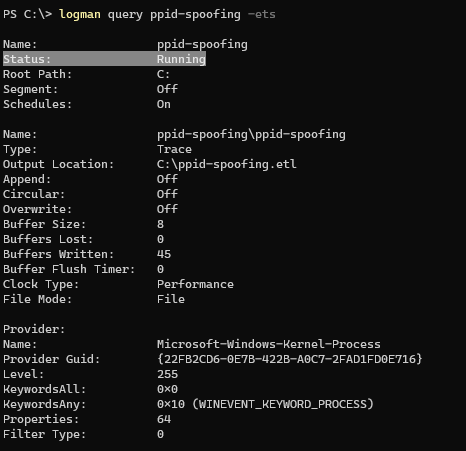 PS C:\> logman query ppid-spoofing -ets
Name: ppid-spoofing
Status: Running
Root Path: C:
Segment: Off
Schedules: On
Name: ppid-spoofing\ppid-spoofing
Type: Trace
Output Location: C:\ppid-spoofing.etl
Append: Off
Circular: Off
Overwrite: Off
Buffer Size: 8
Buffers Lost: 0
Buffers Written: 45
Buffer Flush Timer: 0
Clock Type: Performance
File Mode: File
Provider:
Name: Microsoft-Windows-Kernel-Process
Provider Guid: {22FB2CD6-0E7B-422B-A0C7-2FAD1FD0E716}
Level: 255
KeywordsAll: 0x0
KeywordsAny: 0x10 (WINEVENT_KEYWORD_PROCESS)
Properties: 64
Filter Type: 0